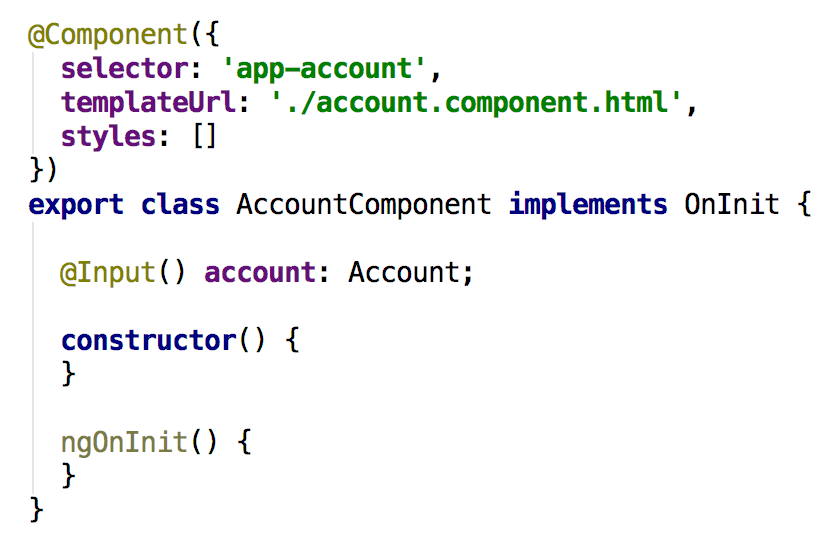 @Component({
  selector: 'app-account',
  templateUrl: './account.component.html',
  styles: []
})
export class AccountComponent implements OnInit {

  @Input() account: Account;

  constructor() {
  }

  ngOnInit() {
  }
}